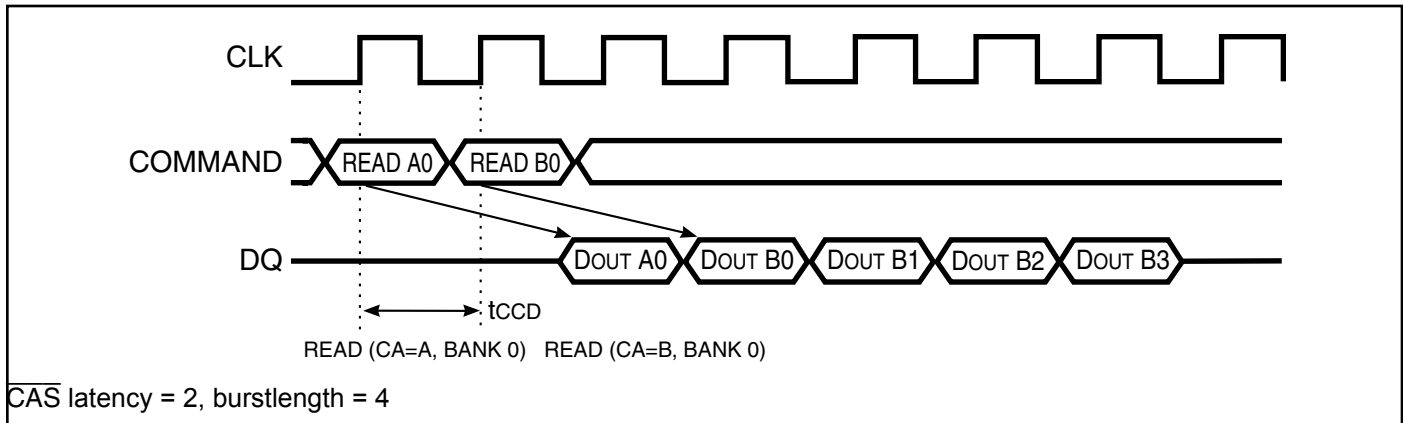 CLK
COMMAND READ A0 READ B0
DQ DOUT A0 DOUT B0 DOUT B1 DOUT B2 DOUT B3
tCCD
READ (CA=A, BANK 0) READ (CA=B, BANK 0)
CAS latency = 2, burstlength = 4